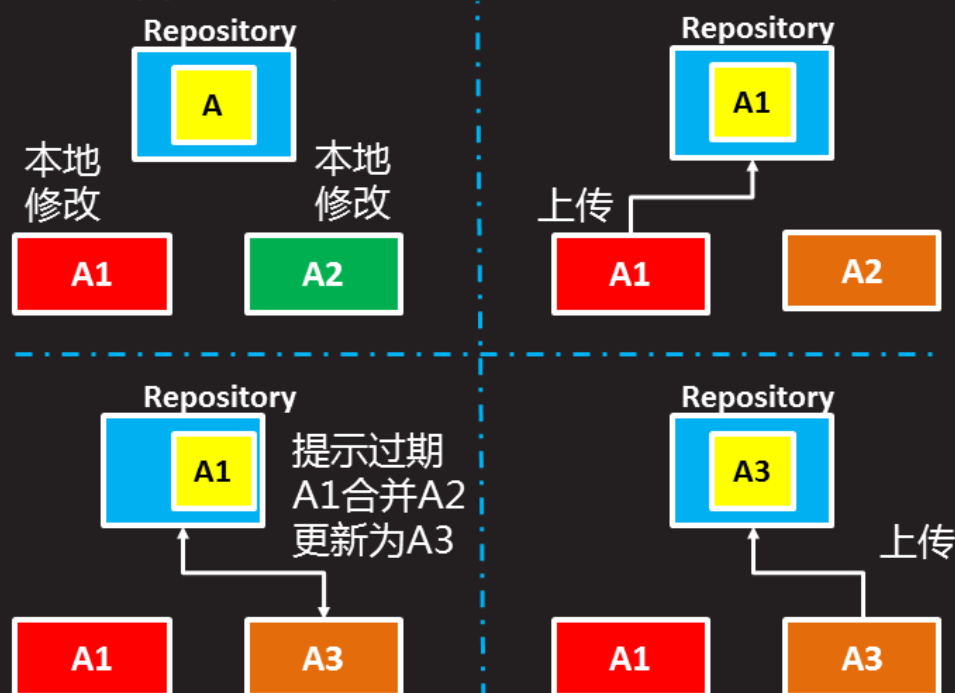 Repository
A
本地
修改
本地
修改
A1
A2
Repository
A1
上传
A1
A2
Repository
A1
提示过期
A1合并A2
更新为A3
A1
A3
Repository
A3
上传
A1
A3